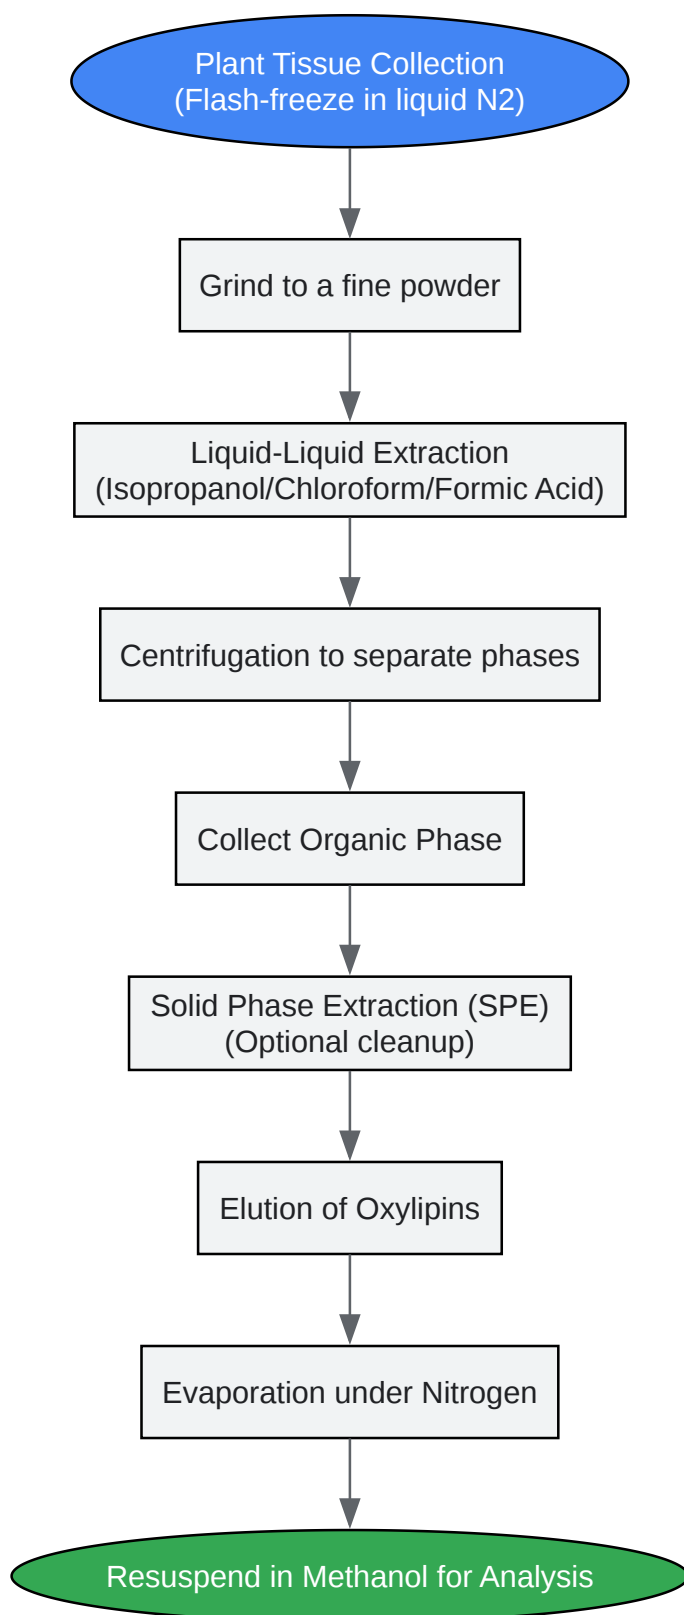 Plant Tissue Collection
(Flash-freeze in liquid N2)
Grind to a fine powder
Liquid-Liquid Extraction
(Isopropanol/Chloroform/Formic Acid)
Centrifugation to separate phases
Collect Organic Phase
Solid Phase Extraction (SPE)
(Optional cleanup)
Elution of Oxylipins
Evaporation under Nitrogen
Resuspend in Methanol for Analysis